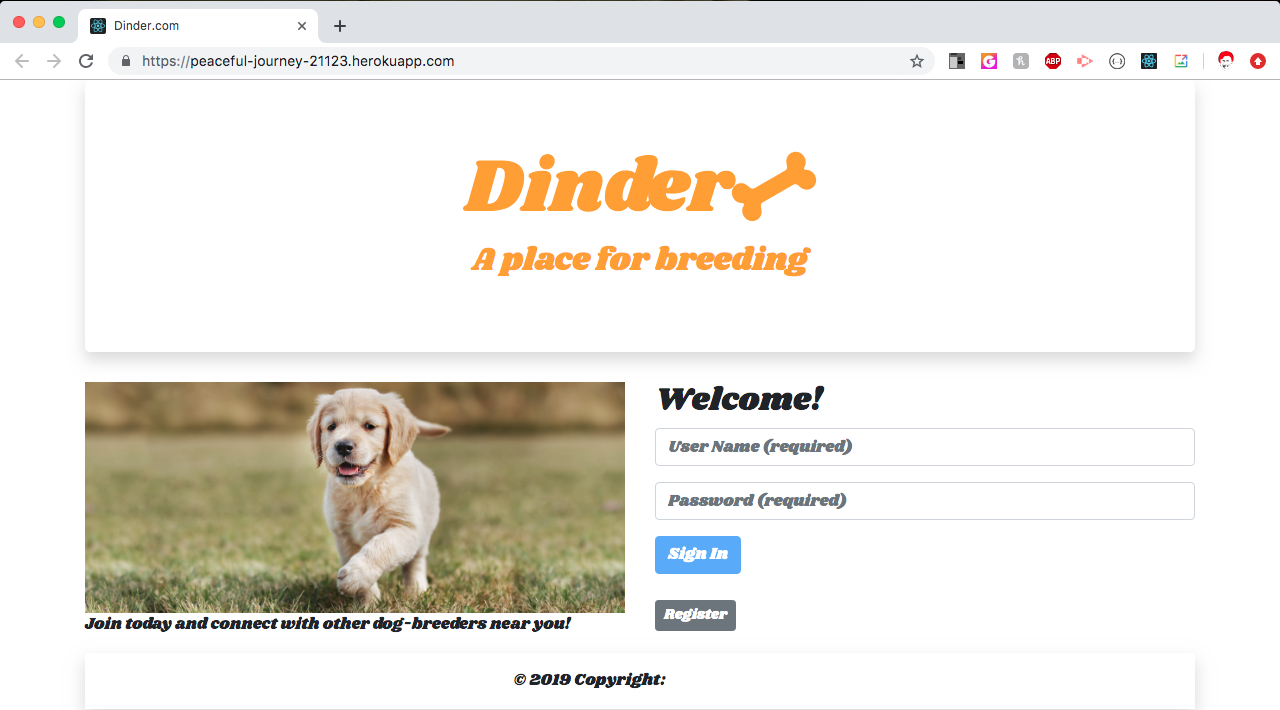 Dinder.com
https://peaceful-journey-21123.herokuapp.com
ABP
Dinder
A place for breeding
Welcome!
User Name (required)
Password (required)
Sign In
Register
Join today and connect with other dog-breeders near you!
© 2019 Copyright: